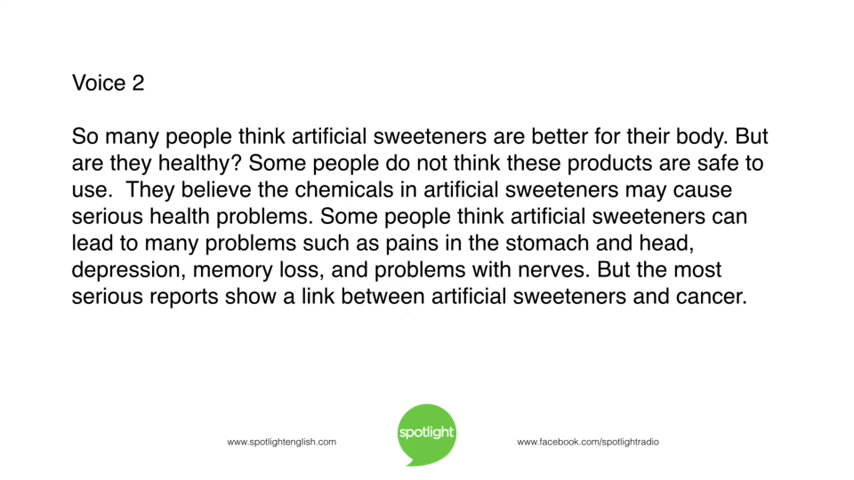 Voice 2
So many people think artificial sweeteners are better for their body. But
are they healthy? Some people do not think these products are safe to
use.  They believe the chemicals in artificial sweeteners may cause
serious health problems. Some people think artificial sweeteners can
lead to many problems such as pains in the stomach and head,
depression, memory loss, and problems with nerves. But the most
serious reports show a link between artificial sweeteners and cancer.
www.spotlightenglish.com
spotlight
www.facebook.com/spotlightradio